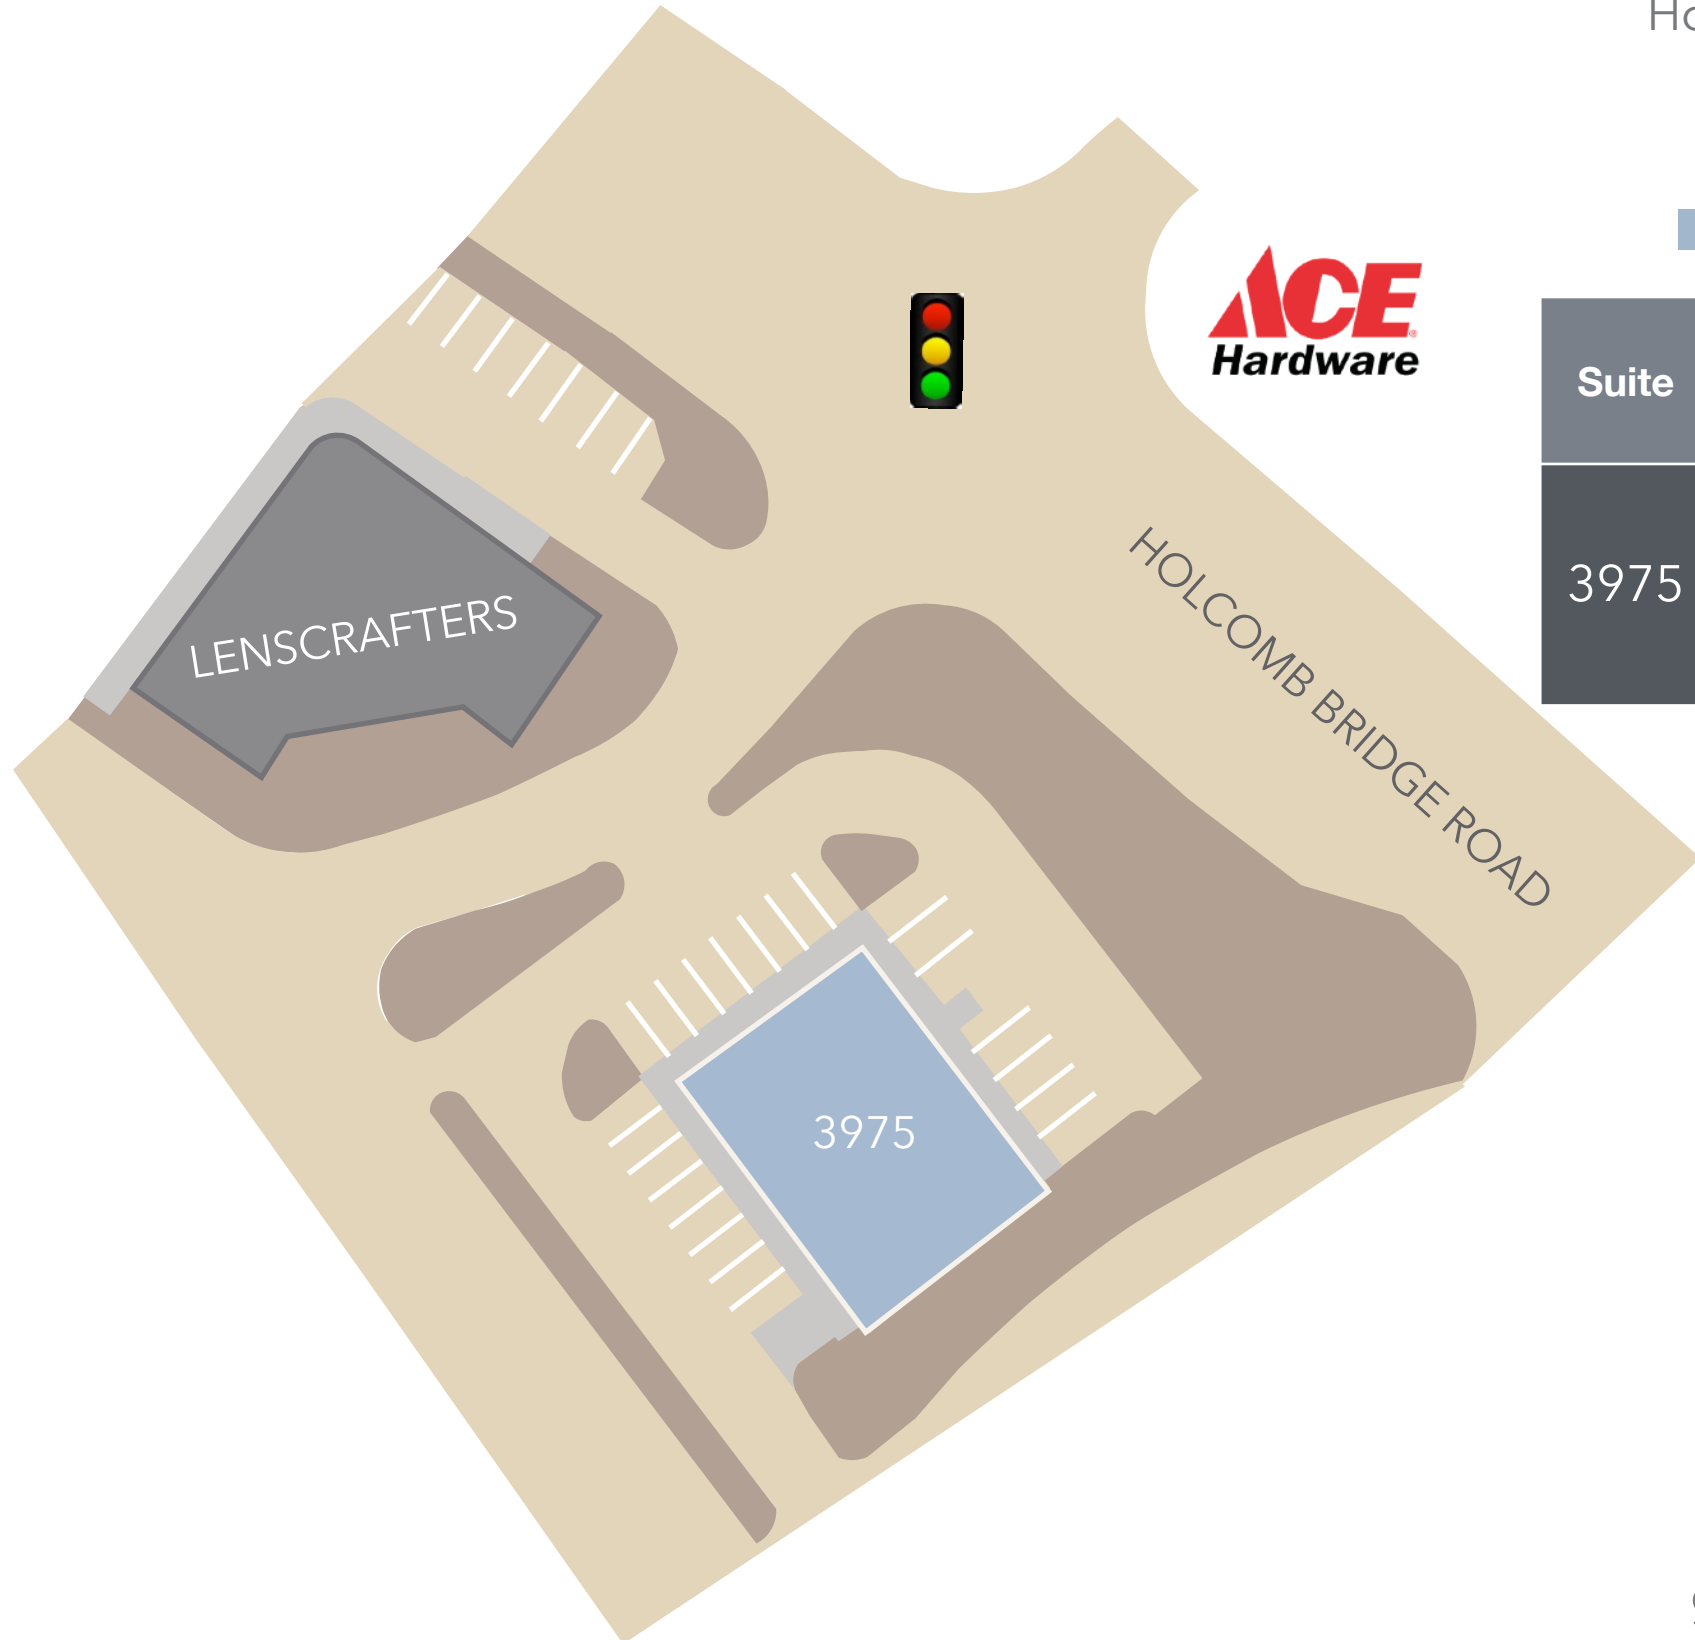 ACE
Hardware
Suite
3975
HOLCOMB BRIDGE ROAD
LENSCRAFTERS
3975